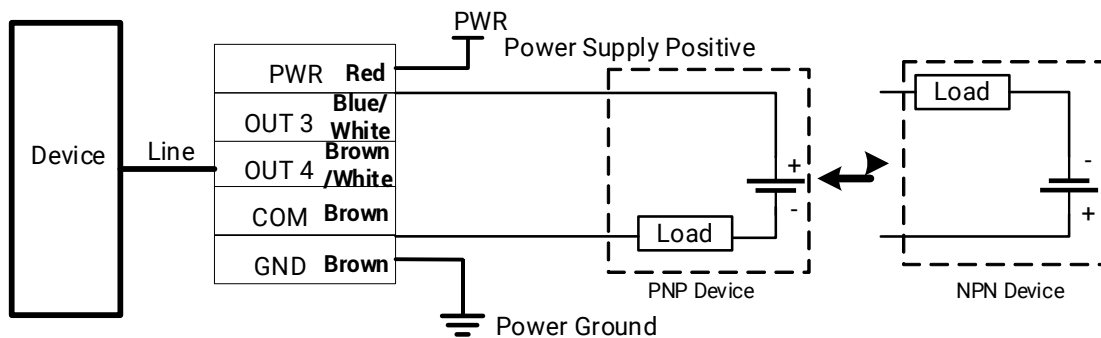 PWR
Power Supply Positive
PWR Red
OUT 3 Blue/
White
OUT 4 Brown
/White
COM Brown
GND Brown
Device
Line
+
-
Load
PNP Device
Load
-
+
NPN Device
Power Ground